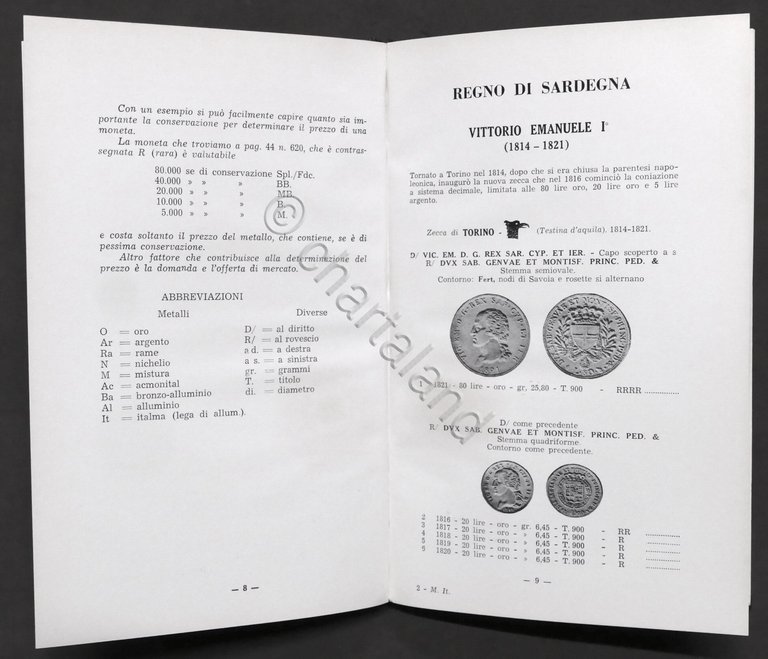 Con un esempio si può facilmente capire quanto sia im-
portante la conservazione per determinare il prezzo di una
moneta.
La moneta che troviamo a pag. 44 n. 620, che è contras-
segnata R (rara) è valutabile
80.000 se di conservazione Spl./Fdc.
40.000 » » » BB.
20.000 » » » MB.
10.000 » » » B.
5.000 » » » M.
e costa soltanto il prezzo del metallo, che contiene, se è di
pessima conservazione.
Altro fattore che contribuisce alla determinazione del
prezzo è la domanda e l'offerta di mercato.
ABBREVIAZIONI
Metalli
O = oro
Ar = argento
Ra = rame
N = nichelio
M = mistura
Ac = acmonital
Ba = bronzo-alluminio
Al = alluminio
It = italma (lega di allum.)
Diverse
D/ = al diritto
R/ = al rovescio
a d. = a destra
a s. = a sinistra
gr. = grammi
T. = titolo
di. = diametro
— 8 —
REGNO DI SARDEGNA
VITTORIO EMANUELE I°
(1814 – 1821)
Tornato a Torino nel 1814, dopo che si era chiusa la parentesi napo-
leonica, inaugurò la nuova zecca che nel 1816 cominciò la coniazione
a sistema decimale, limitata alle 80 lire oro, 20 lire oro e 5 lire
argento.
Zecca di TORINO - (Testina d'aquila). 1814-1821.
D/ VIC. EM. D. G. REX SAR. CYP. ET IER. - Capo scoperto a s
R/ DVX SAB. GENVAE ET MONTISF. PRINC. PED. &
Stemma semiovale.
Contorno: Fert, nodi di Savoia e rosette si alternano
1821 - 80 lire - oro - gr. 25,80 - T. 900 - RRRR ..............
D/ come precedente
R/ DVX SAB. GENVAE ET MONTISF. PRINC. PED. &
Stemma quadriforme
Contorno come precedente.
2 1816 - 20 lire - oro - gr. 6,45 - T. 900 - RR ..............
3 1817 - 20 lire - oro - » 6,45 - T. 900 - R ..............
4 1818 - 20 lire - oro - » 6,45 - T. 900 - R ..............
5 1819 - 20 lire - oro - » 6,45 - T. 900 - R ..............
6 1820 - 20 lire - oro - » 6,45 - T. 900 - R ..............
— 9 —
2 - M. It.
© chartaland